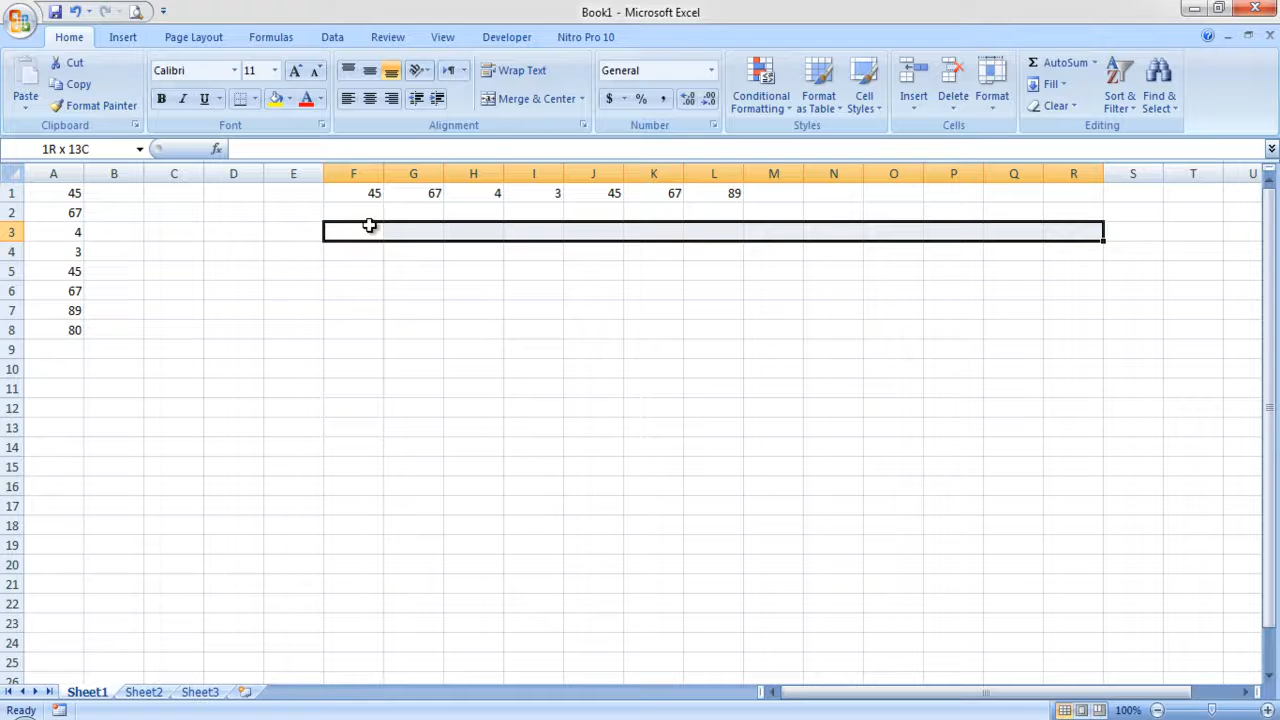 Book1 - Microsoft Excel
Home Insert Page Layout Formulas Data Review View Developer Nitro Pro 10
Paste
Cut
Copy
Format Painter
Clipboard
Calibri 11
Font
Wrap Text
Merge & Center
Alignment
General
$ % ,
Number
Conditional Formatting
Format as Table
Cell Styles
Styles
Insert Delete Format
Cells
AutoSum
Fill
Clear
Sort & Filter
Find & Select
Editing
1R x 13C fx
A B C D E F G H I J K L M N O P Q R S T U
1 45 45 67 4 3 45 67 89
2 67
3 4
4 3
5 45
6 67
7 89
8 80
9
10
11
12
13
14
15
16
17
18
19
20
21
22
23
24
25
26
Sheet1 Sheet2 Sheet3
Ready 100%